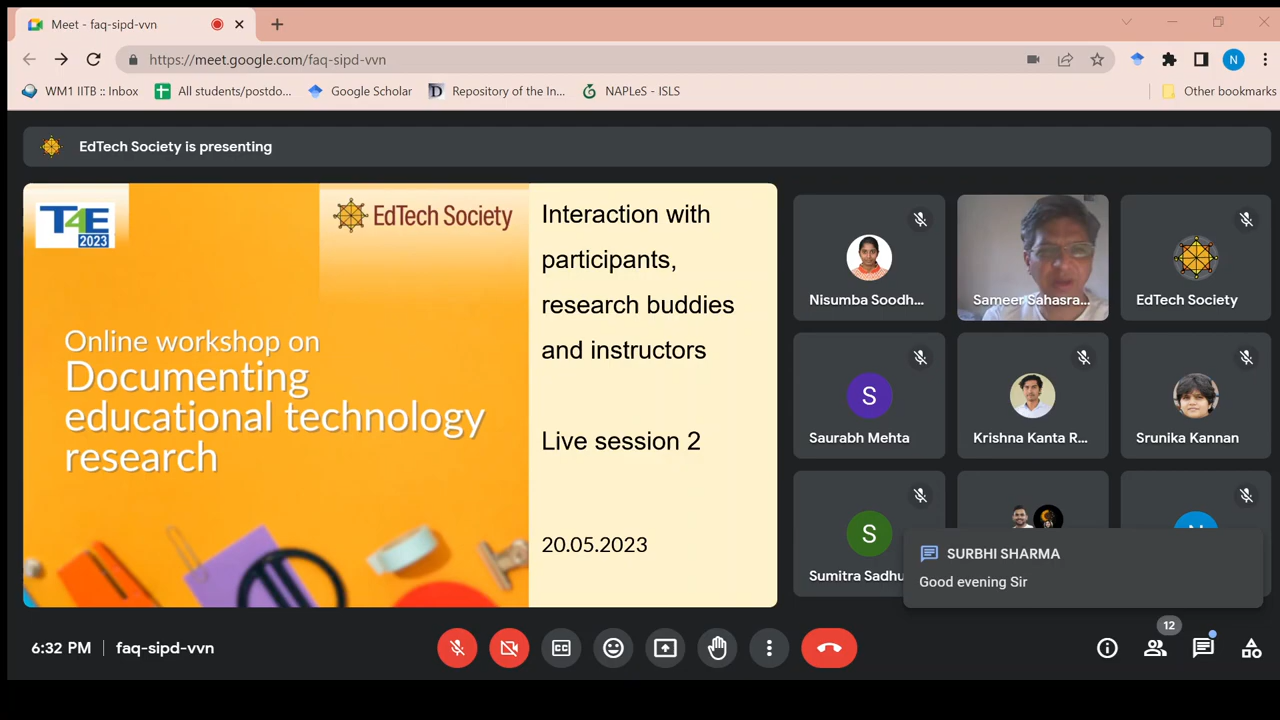 Meet - faq-sipd-vvn
https://meet.google.com/faq-sipd-vvn
N
WM1 IITB :: Inbox
All students/postdo...
Google Scholar
Repository of the In...
NAPLeS - ISLS
Other bookmarks
EdTech Society is presenting
T4E
2023
EdTech Society
Online workshop on
Documenting
educational technology
research
Interaction with
participants,
research buddies
and instructors
Live session 2
20.05.2023
Nisumba Soodh...
Sameer Sahasra...
EdTech Society
S
Saurabh Mehta
Krishna Kanta R...
Srunika Kannan
S
Sumitra Sadhu
SURBHI SHARMA
Good evening Sir
6:32 PM
faq-sipd-vvn
12